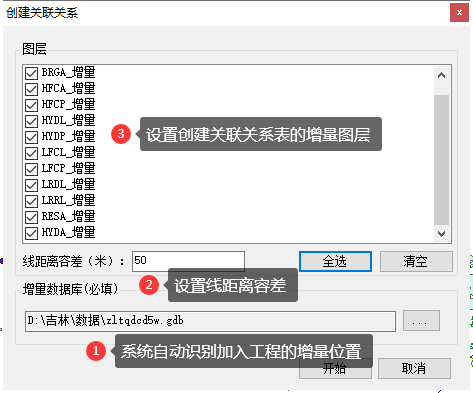 创建关联关系
图层
BRGA_增量
HFCA_增量
HFCP_增量
HYDL_增量
HYDP_增量
LFCL_增量
LFCP_增量
LRDL_增量
LRRL_增量
RESA_增量
HYDA_增量
3 设置创建关联关系表的增量图层
线距离容差（米）: 50 全选 清空
2 设置线距离容差
增量数据库(必填)
D:\吉林\数据\zltqdcd5w.gdb ...
1 系统自动识别加入工程的增量位置
开始 取消